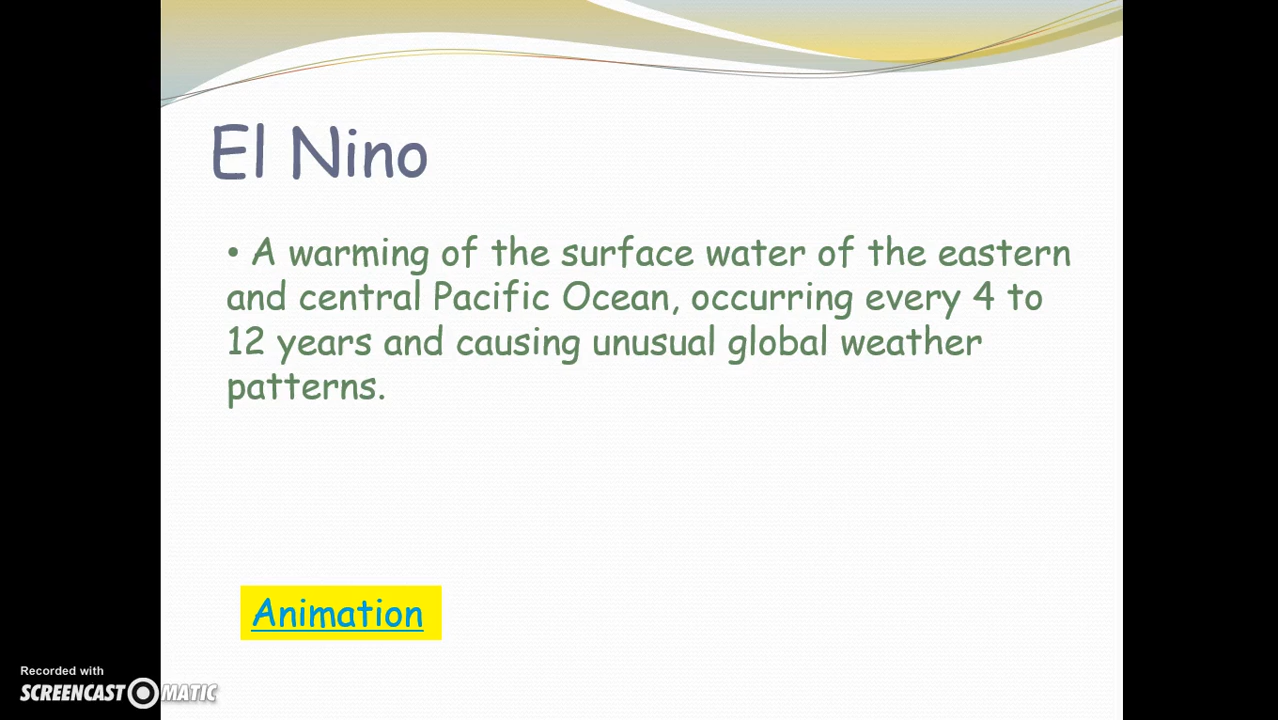 El Nino
• A warming of the surface water of the eastern
and central Pacific Ocean, occurring every 4 to
12 years and causing unusual global weather
patterns.
Animation
Recorded with
SCREENCAST MATIC